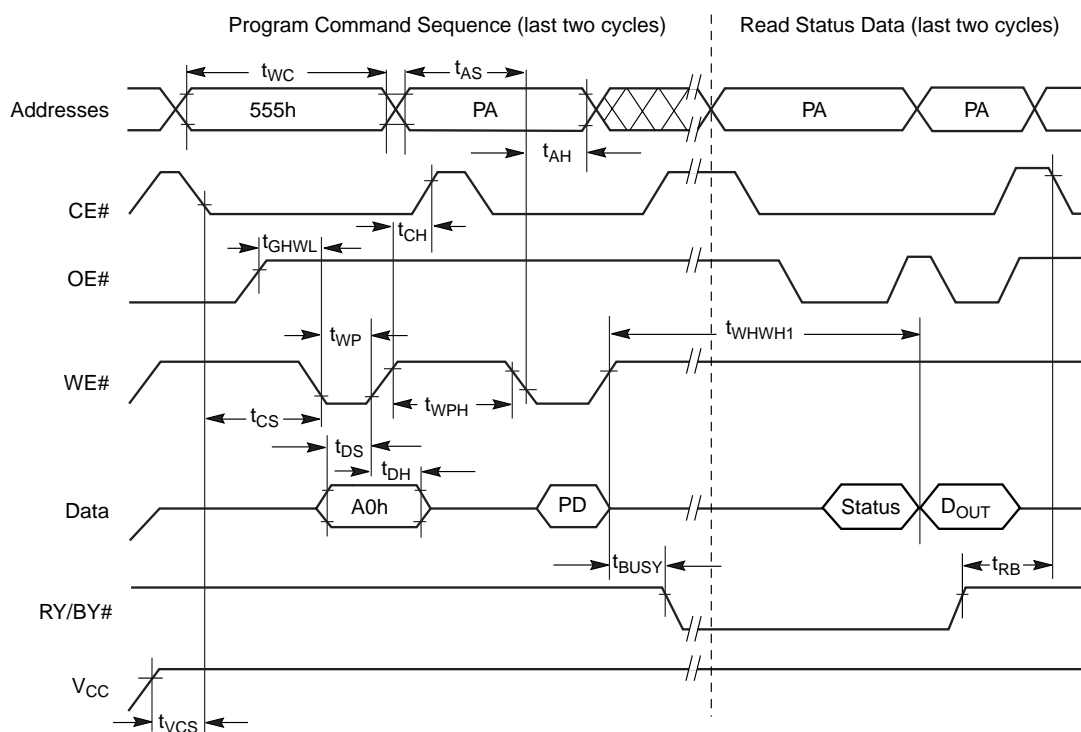 Program Command Sequence (last two cycles) Read Status Data (last two cycles)
tWC tAS
Addresses 555h PA PA PA
tAH
CE#
tCH
tGHWL
OE#
tWP tWHWH1
WE#
tCS tWPH
tDS
tDH
Data A0h PD Status DOUT
tBUSY tRB
RY/BY#
VCC
tVCS